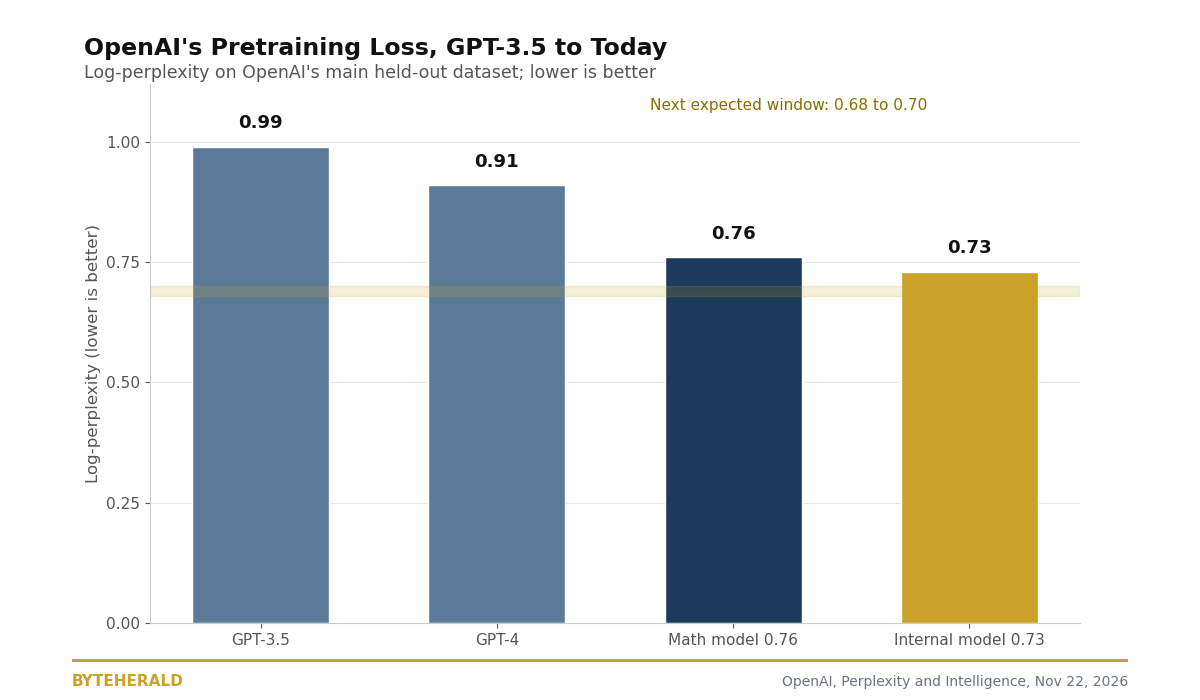 OpenAI's Pretraining Loss, GPT-3.5 to Today
Log-perplexity on OpenAI's main held-out dataset; lower is better
Next expected window: 0.68 to 0.70
Log-perplexity (lower is better)
1.00
0.75
0.50
0.25
0.00
0.99
0.91
0.76
0.73
GPT-3.5
GPT-4
Math model 0.76
Internal model 0.73
BYTEHERALD
OpenAI, Perplexity and Intelligence, Nov 22, 2026